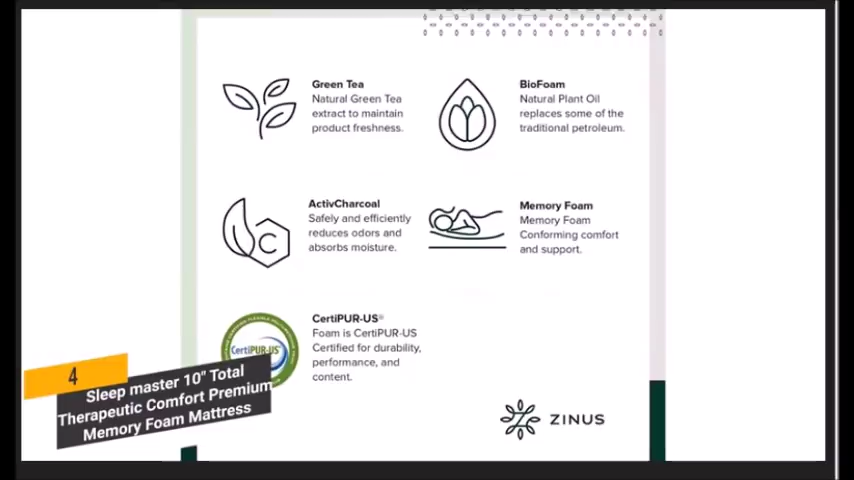 Green Tea
Natural Green Tea
extract to maintain
product freshness.
BioFoam
Natural Plant Oil
replaces some of the
traditional petroleum.
ActivCharcoal
Safely and efficiently
reduces odors and
absorbs moisture.
Memory Foam
Memory Foam
Conforming comfort
and support.
CertiPUR-US®
Foam is CertiPUR-US
Certified for durability,
performance, and
content.
CertiPUR-US
C
4
Sleep master 10" Total
Therapeutic Comfort Premium
Memory Foam Mattress
ZINUS